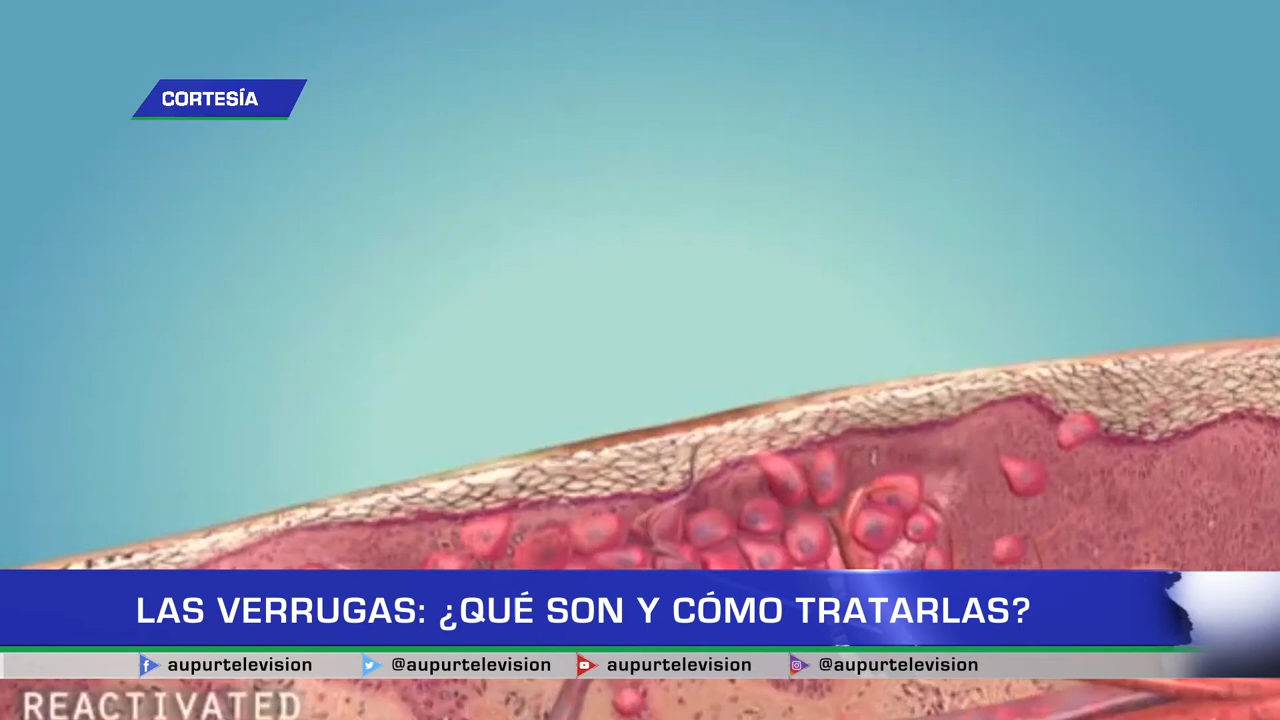 CORTESÍA
LAS VERRUGAS: ¿QUÉ SON Y CÓMO TRATARLAS?
aupurtelevision @aupurtelevision aupurtelevision @aupurtelevision
REACTIVATED